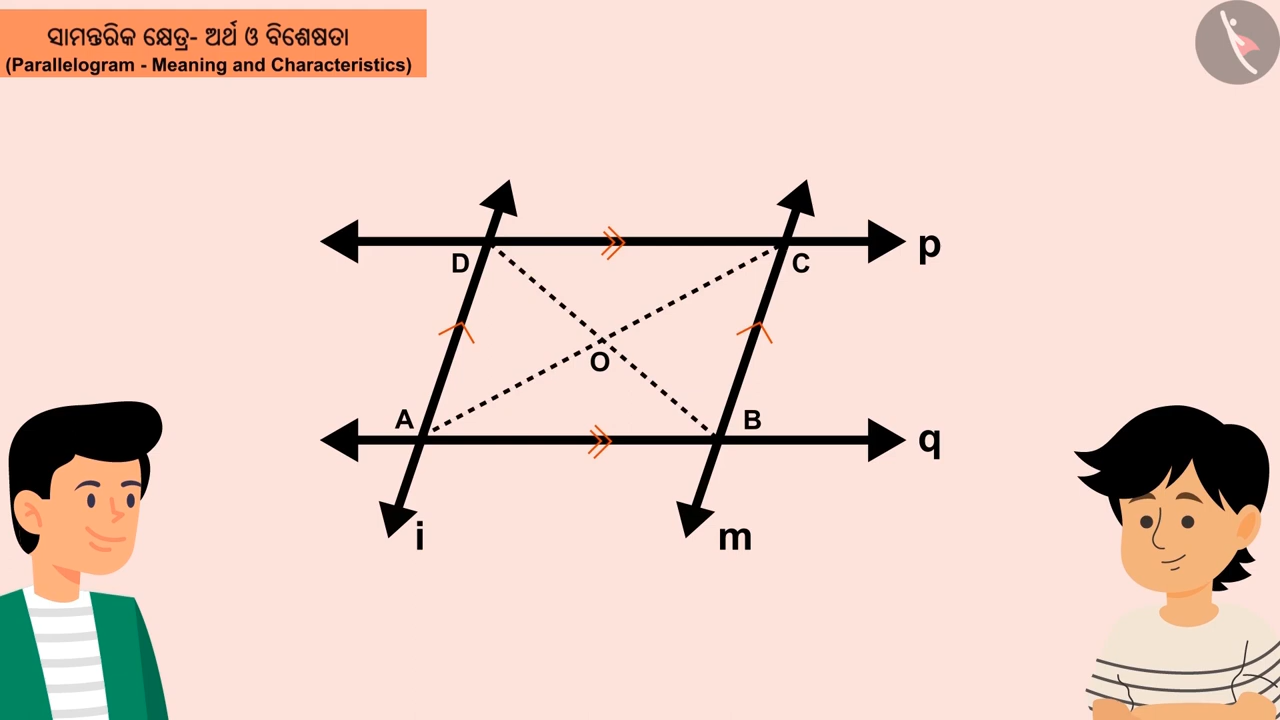 ସାମନ୍ତରିକ କ୍ଷେତ୍ର- ଅର୍ଥ ଓ ବିଶେଷତା
(Parallelogram - Meaning and Characteristics)
p
D
C
O
A
B
q
i
m